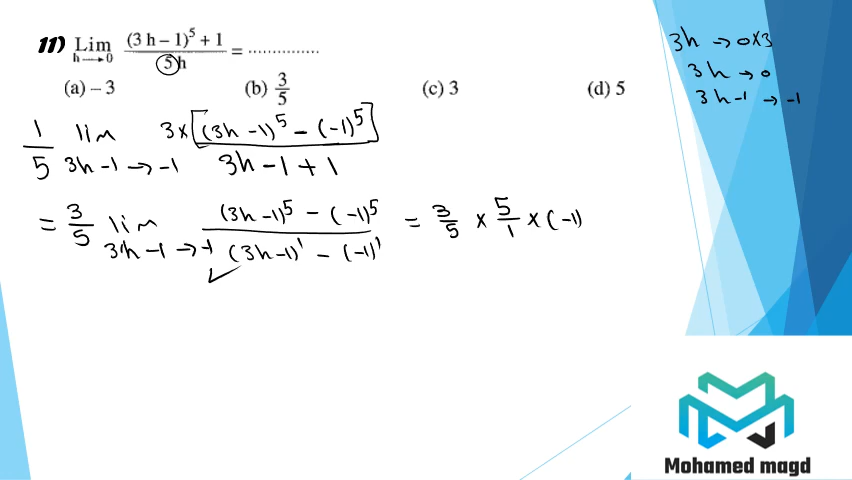 11) Lim h→0 ((3 h – 1)^5 + 1) / (5h) = ...............
(a) – 3 (b) 3/5 (c) 3 (d) 5
3h → 0×3
3h → 0
3h -1 → -1
1/5 lim 3h-1 → -1 3× [(3h -1)^5 - (-1)^5] / (3h -1 + 1)
= 3/5 lim 3h -1 → -1 ((3h -1)^5 - (-1)^5) / ((3h -1)^1 - (-1)^1) = 3/5 × 5/1 × (-1)
Mohamed magd